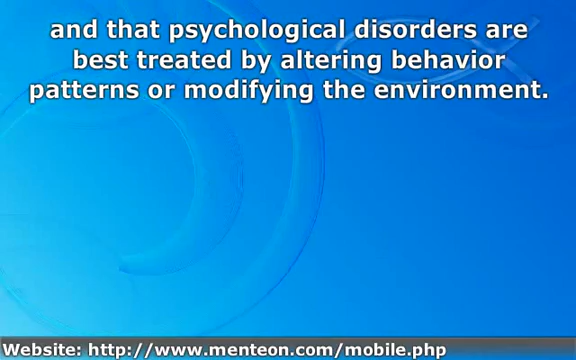 and that psychological disorders are
best treated by altering behavior
patterns or modifying the environment.
Website: http://www.menteon.com/mobile.php